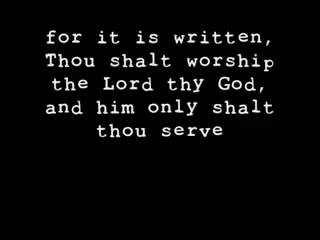 for it is written,
Thou shalt worship
the Lord thy God,
and him only shalt
thou serve